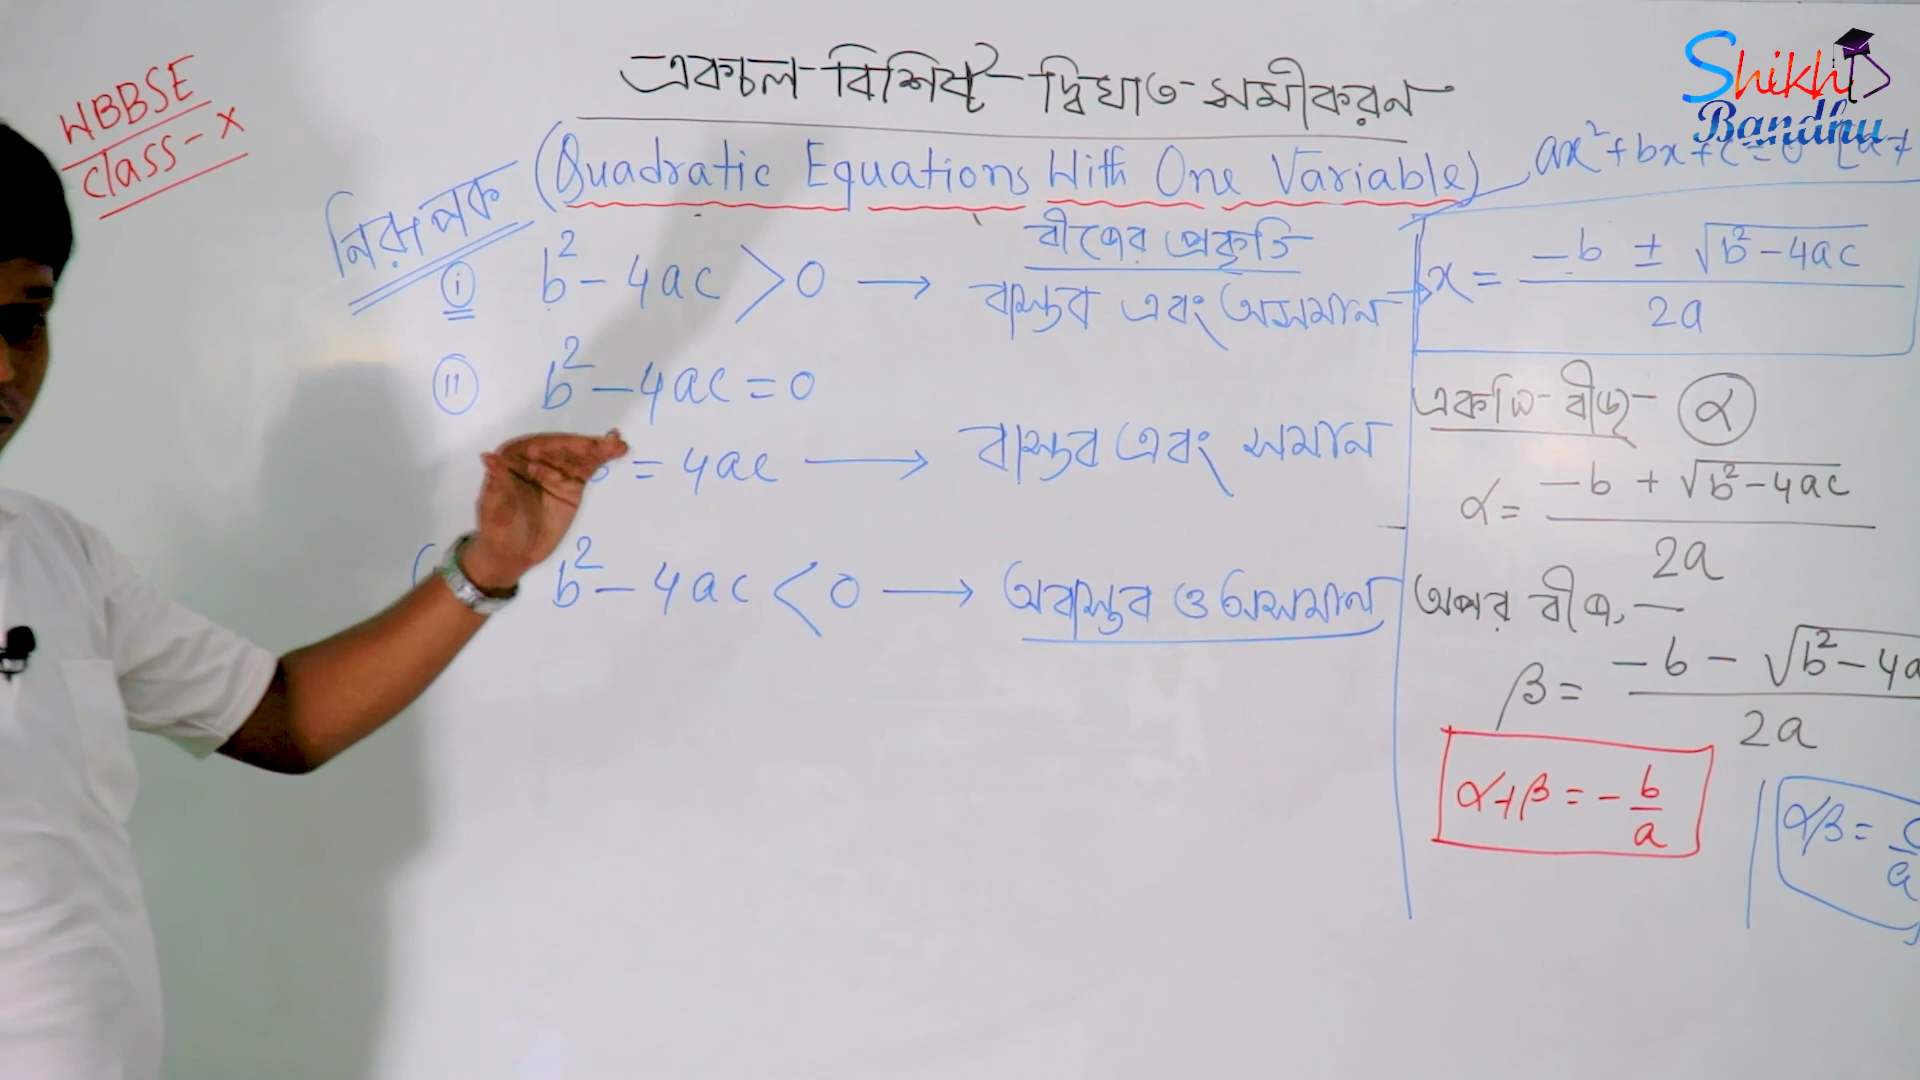 WBBSE
class-X
একচল বিশিষ্ট দ্বিঘাত সমীকরণ
Shikh
Bandhu
(Quadratic Equations With One Variable)
ax²+bx+c=0
নিরূপক
বীজের প্রকৃতি
(i) b²-4ac > 0 → বাস্তব এবং অসমান
(ii) b²-4ac = 0
= 4ac → বাস্তব এবং সমান
b²-4ac < 0 → অবাস্তব ও অসমান
x = -b ± √b²-4ac / 2a
একটি বীজ - α
α = -b + √b²-4ac / 2a
অপর বীজ, -
β = -b - √b²-4a / 2a
α+β = -b/a
αβ = c/a